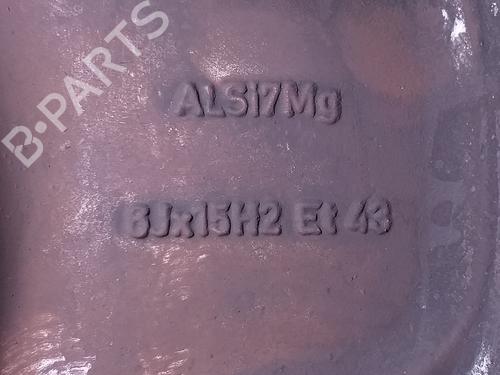 B-PARTS
ALSi7Mg
6Jx15H2 Et 43